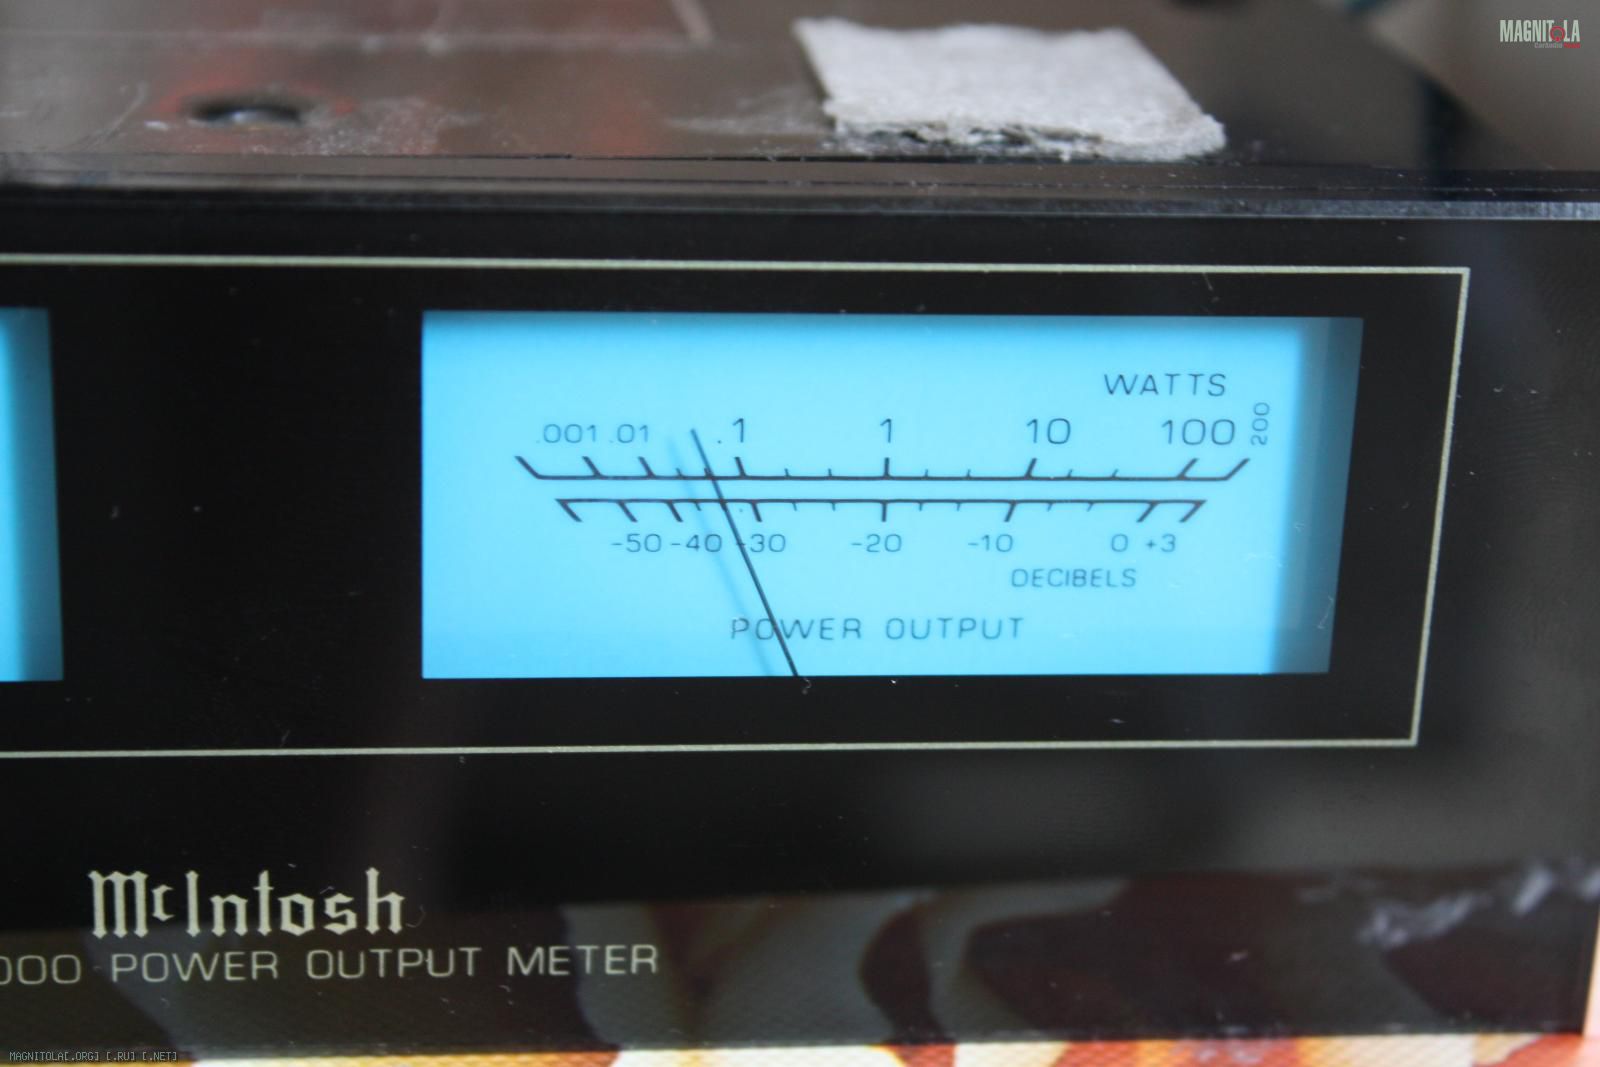 MAGNITOLA
WATTS
.001 .01 .1 1 10 100 200
-50 -40 -30 -20 -10 0 +3
DECIBELS
POWER OUTPUT
McIntosh
000 POWER OUTPUT METER
MAGNITOLA[.ORG] [.RU] [.NET]